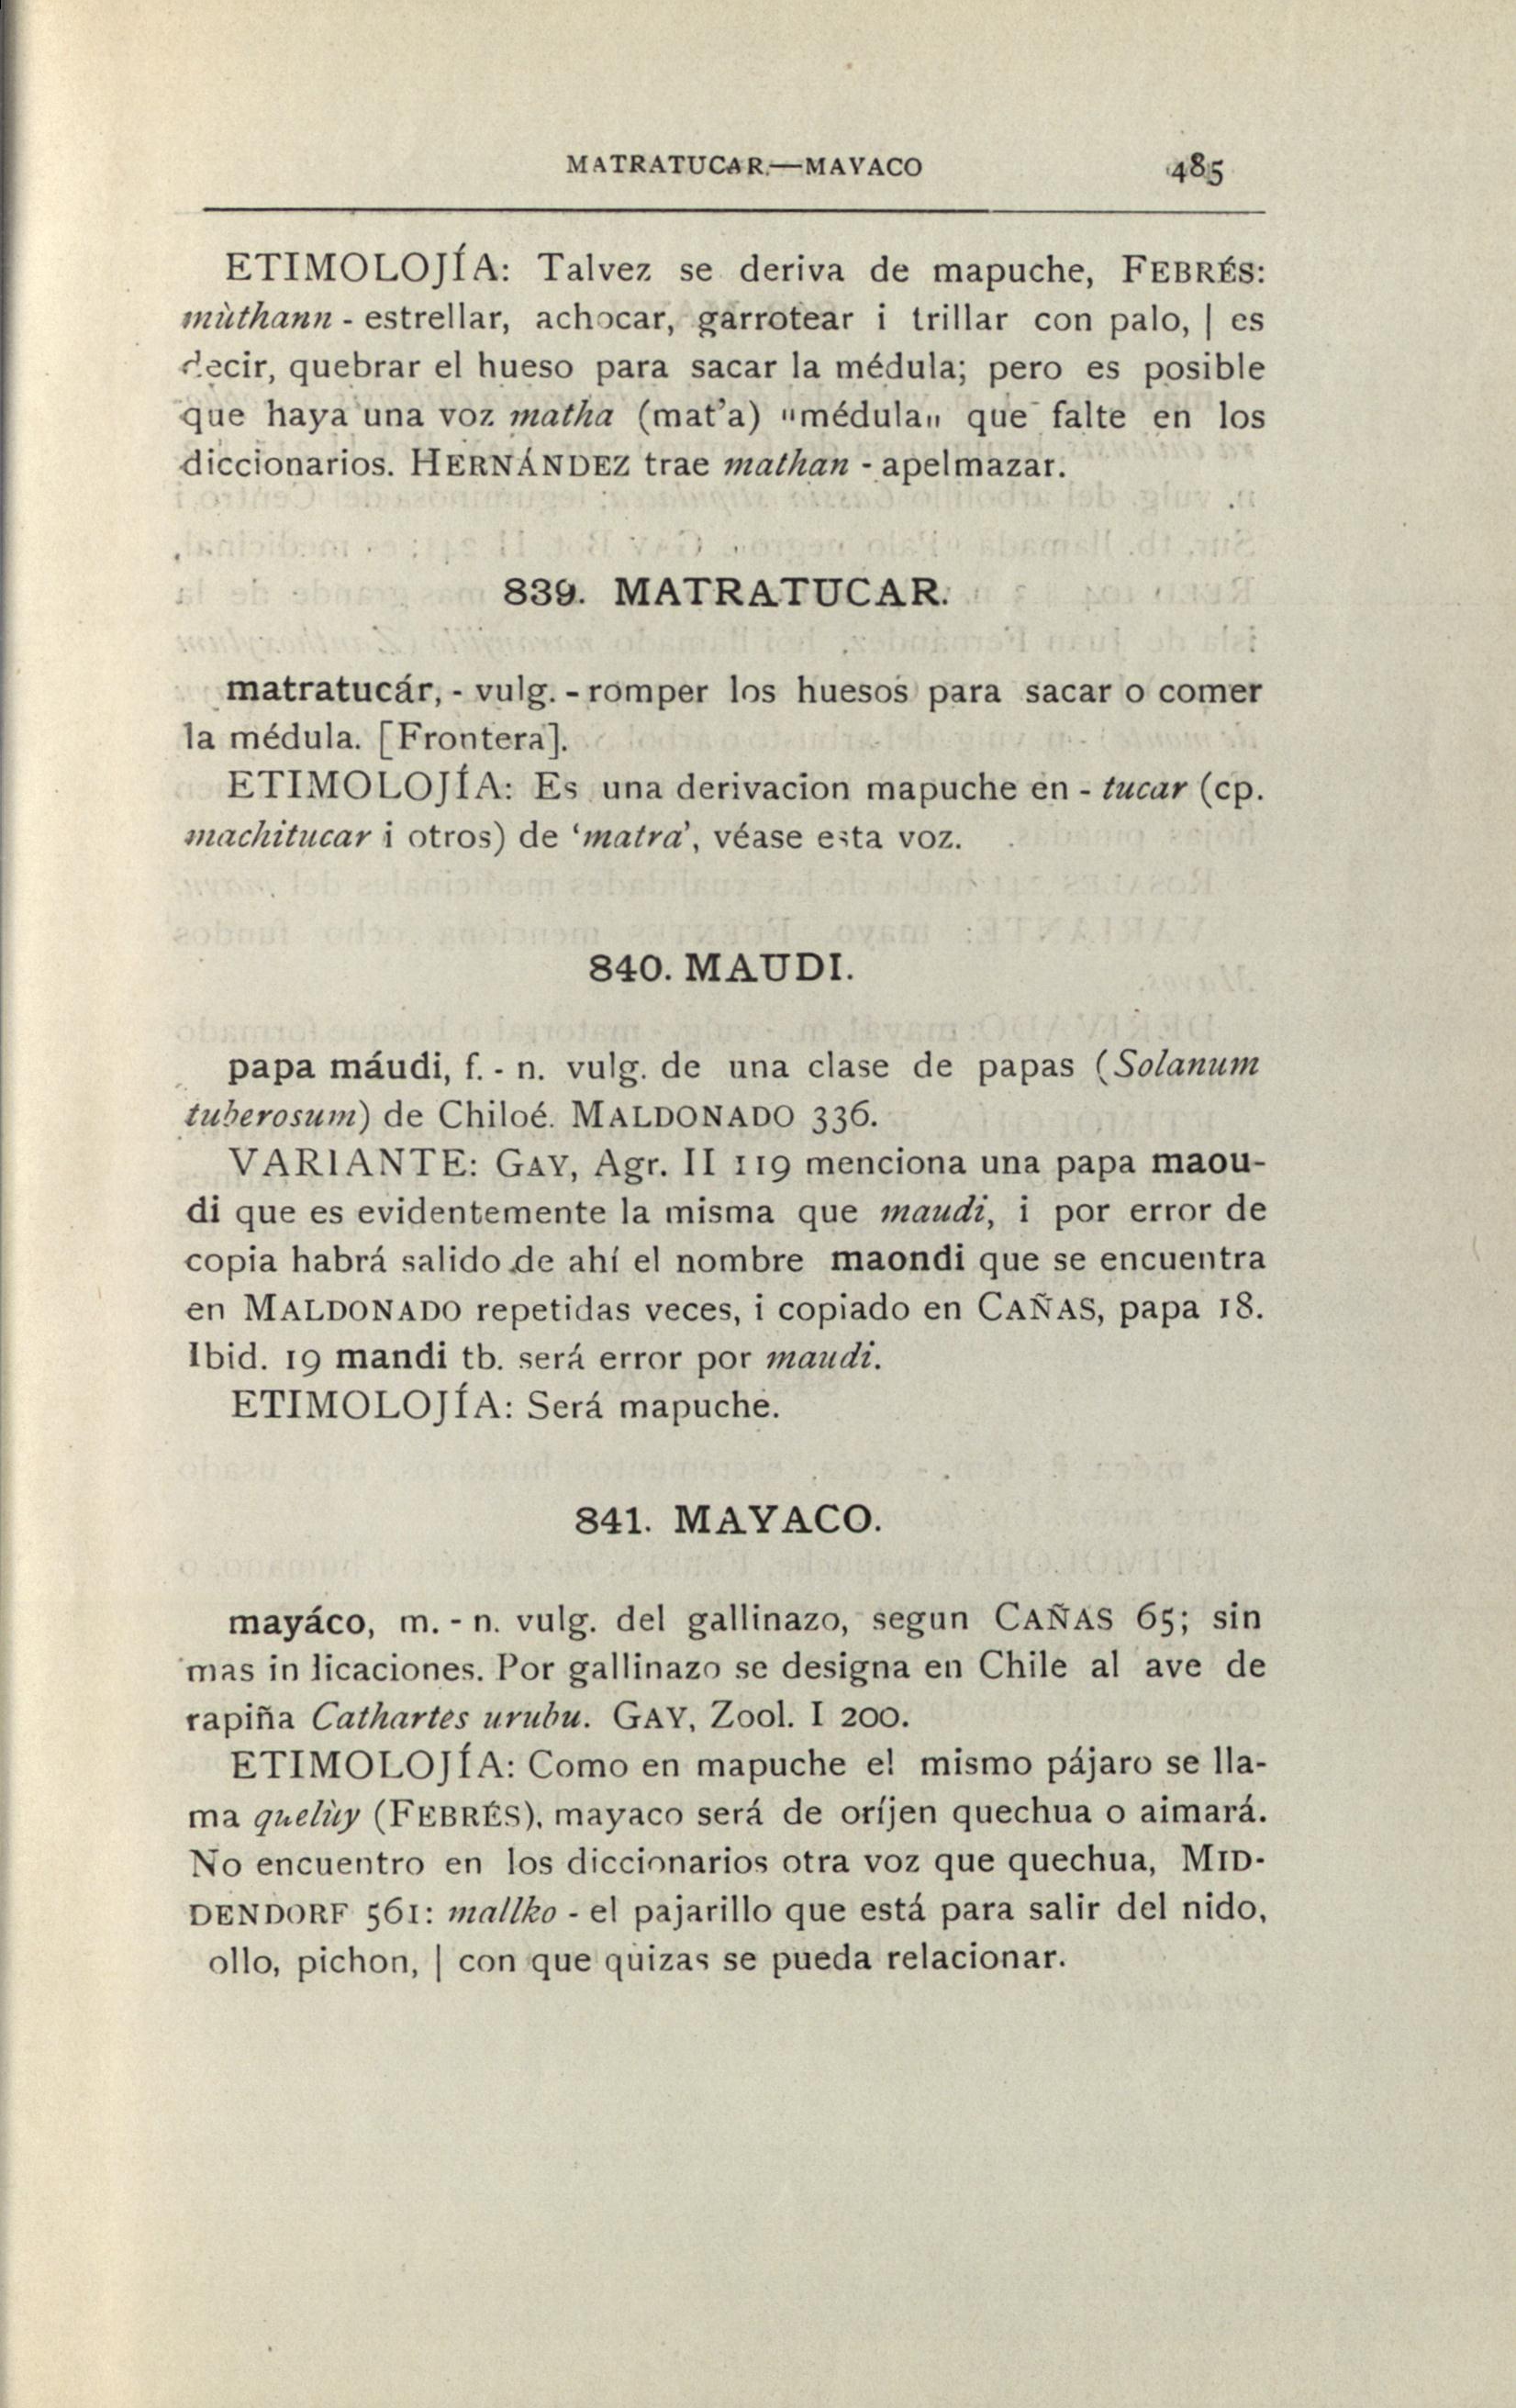 MATRATUCAR.—MAYACO 485
ETIMOLOJÍA: Talvez se deriva de mapuche, FEBRÉS:
mùthann - estrellar, achocar, garrotear i trillar con palo, | es
decir, quebrar el hueso para sacar la médula; pero es posible
que haya una voz matha (mat’a) "médula„ que falte en los
diccionarios. HERNÁNDEZ trae mathan - apelmazar.
839. MATRATUCAR.
matratucár, - vulg. - romper los huesos para sacar o comer
la médula. [Frontera].
ETIMOLOJÍA: Es una derivacion mapuche en - tucar (cp.
machitucar i otros) de ‘matra’, véase esta voz.
840. MAUDI.
papa máudi, f. - n. vulg. de una clase de papas (Solanum
tuberosum) de Chiloé. MALDONADO 336.
VARIANTE: GAY, Agr. II 119 menciona una papa maou-
di que es evidentemente la misma que maudi, i por error de
copia habrá salido de ahí el nombre maondi que se encuentra
en MALDONADO repetidas veces, i copiado en CAÑAS, papa 18.
Ibid. 19 mandi tb. será error por maudi.
ETIMOLOJÍA: Será mapuche.
841. MAYACO.
mayáco, m. - n. vulg. del gallinazo, segun CAÑAS 65; sin
mas in licaciones. Por gallinazo se designa en Chile al ave de
rapiña Cathartes urubu. GAY, Zool. I 200.
ETIMOLOJÍA: Como en mapuche el mismo pájaro se lla-
ma quelùy (FEBRÉS), mayaco será de oríjen quechua o aimará.
No encuentro en los diccionarios otra voz que quechua, MID-
DENDORF 561: mallko - el pajarillo que está para salir del nido,
ollo, pichon, | con que quizas se pueda relacionar.